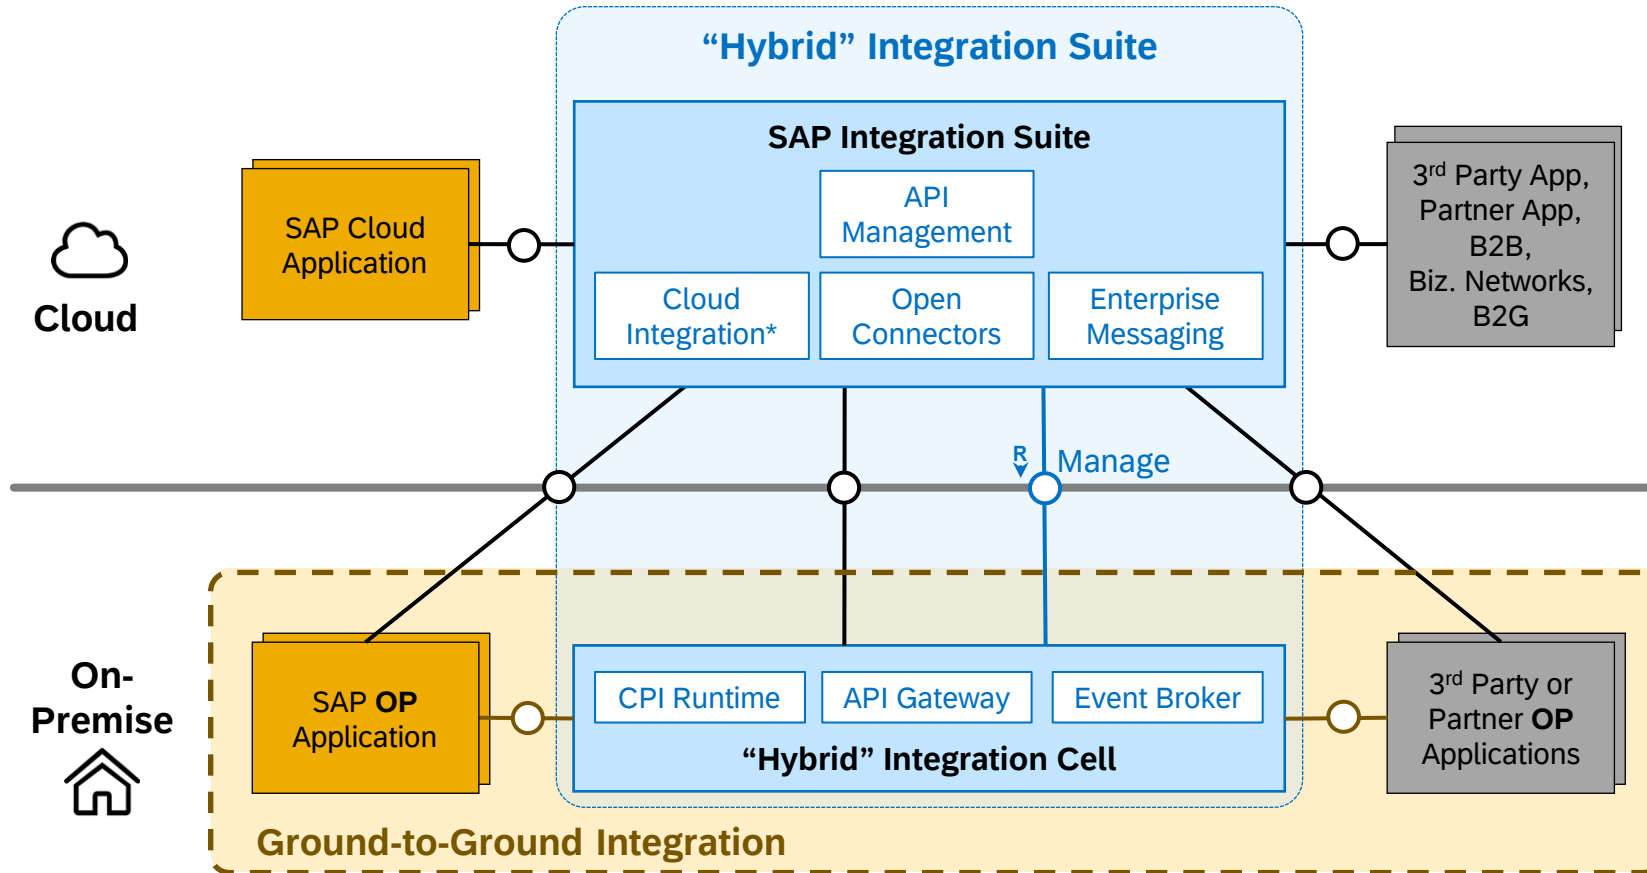 “Hybrid” Integration Suite
SAP Integration Suite
API
Management
Cloud
Integration*
Open
Connectors
Enterprise
Messaging
SAP Cloud
Application
3rd Party App,
Partner App,
B2B,
Biz. Networks,
B2G
Cloud
R
Manage
On-
Premise
SAP OP
Application
CPI Runtime
API Gateway
Event Broker
“Hybrid” Integration Cell
3rd Party or
Partner OP
Applications
Ground-to-Ground Integration